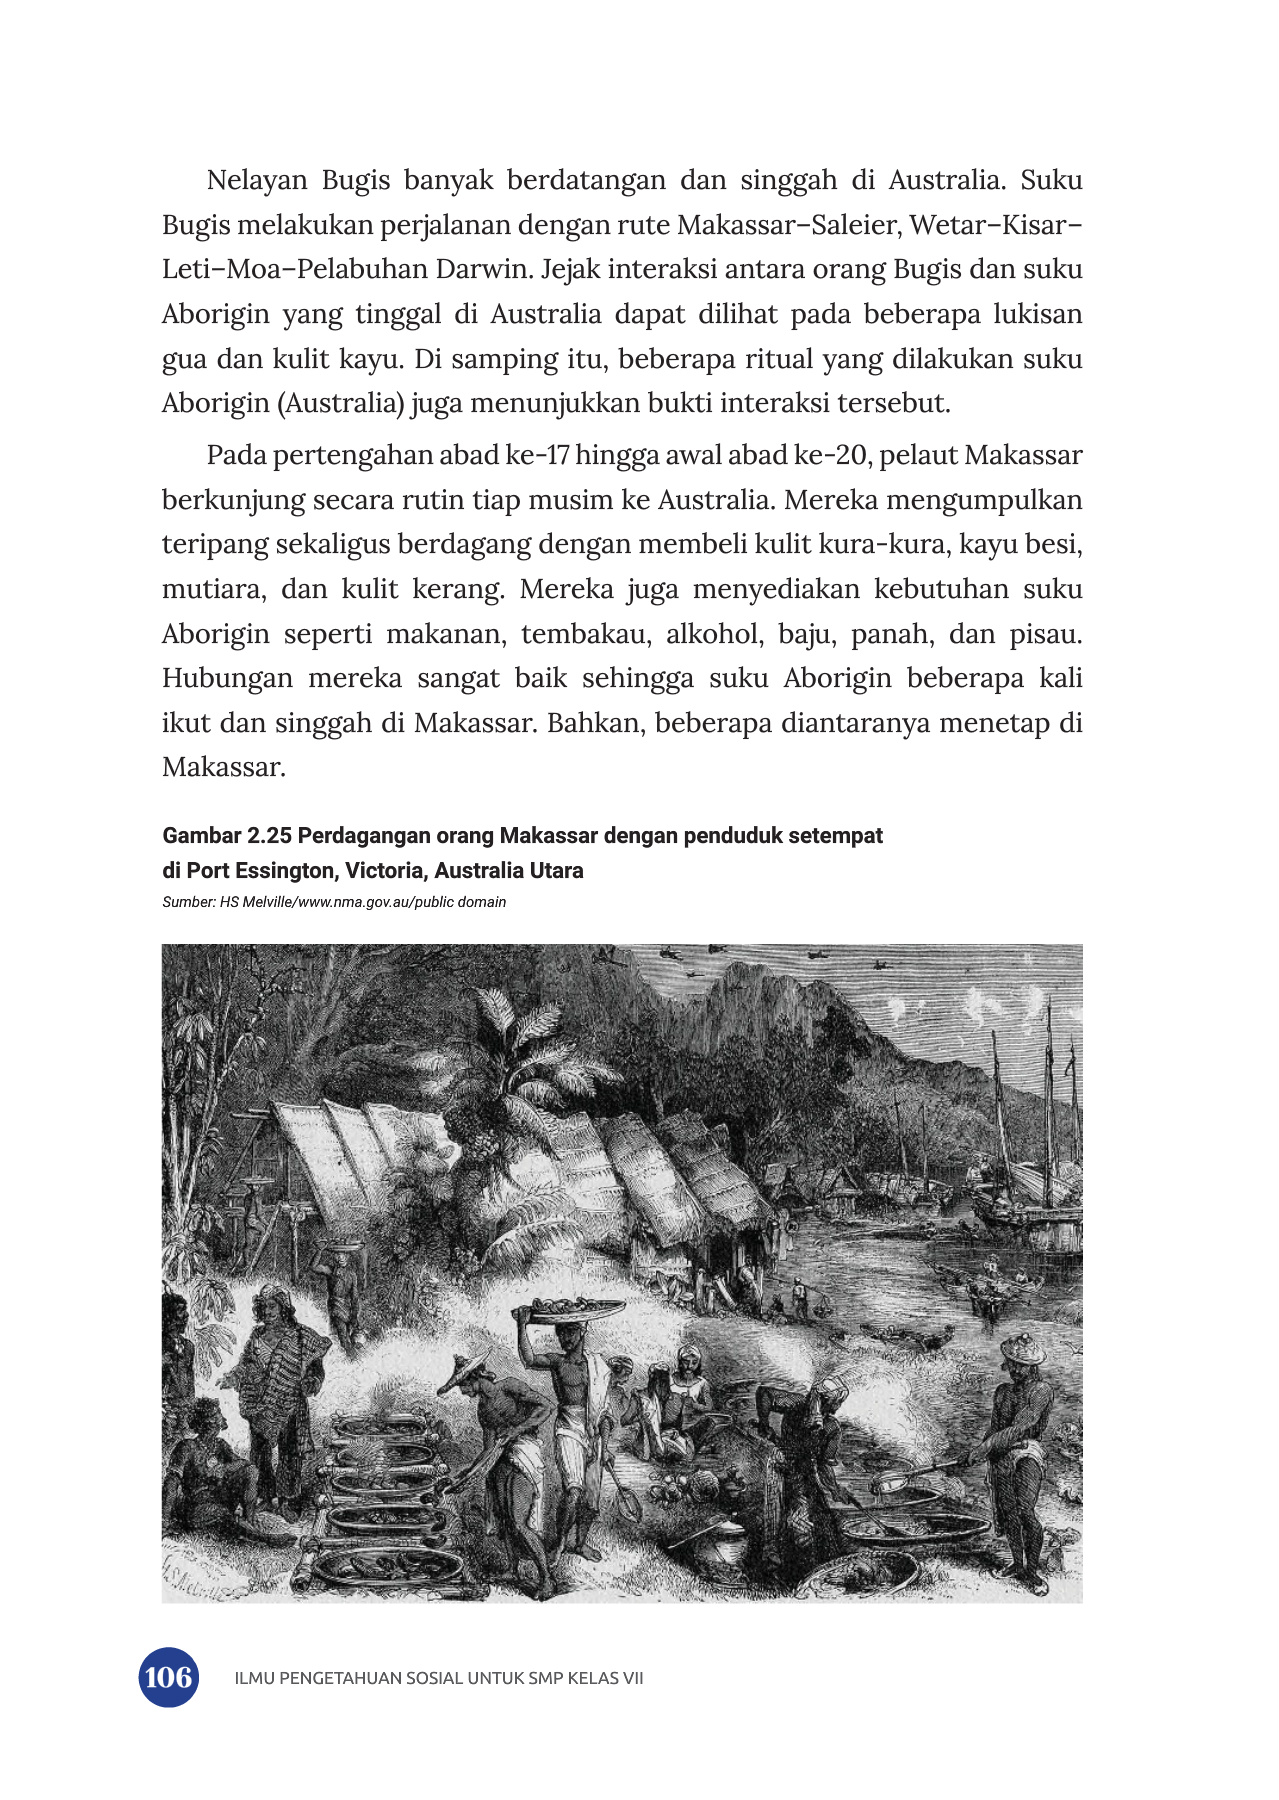 Nelayan Bugis banyak berdatangan dan singgah di Australia. Suku
Bugis melakukan perjalanan dengan rute Makassar–Saleier, Wetar–Kisar–
Leti–Moa–Pelabuhan Darwin. Jejak interaksi antara orang Bugis dan suku
Aborigin yang tinggal di Australia dapat dilihat pada beberapa lukisan
gua dan kulit kayu. Di samping itu, beberapa ritual yang dilakukan suku
Aborigin (Australia) juga menunjukkan bukti interaksi tersebut.
Pada pertengahan abad ke-17 hingga awal abad ke-20, pelaut Makassar
berkunjung secara rutin tiap musim ke Australia. Mereka mengumpulkan
teripang sekaligus berdagang dengan membeli kulit kura-kura, kayu besi,
mutiara, dan kulit kerang. Mereka juga menyediakan kebutuhan suku
Aborigin seperti makanan, tembakau, alkohol, baju, panah, dan pisau.
Hubungan mereka sangat baik sehingga suku Aborigin beberapa kali
ikut dan singgah di Makassar. Bahkan, beberapa diantaranya menetap di
Makassar.
Gambar 2.25 Perdagangan orang Makassar dengan penduduk setempat
di Port Essington, Victoria, Australia Utara
Sumber: HS Melville/www.nma.gov.au/public domain
106 ILMU PENGETAHUAN SOSIAL UNTUK SMP KELAS VII